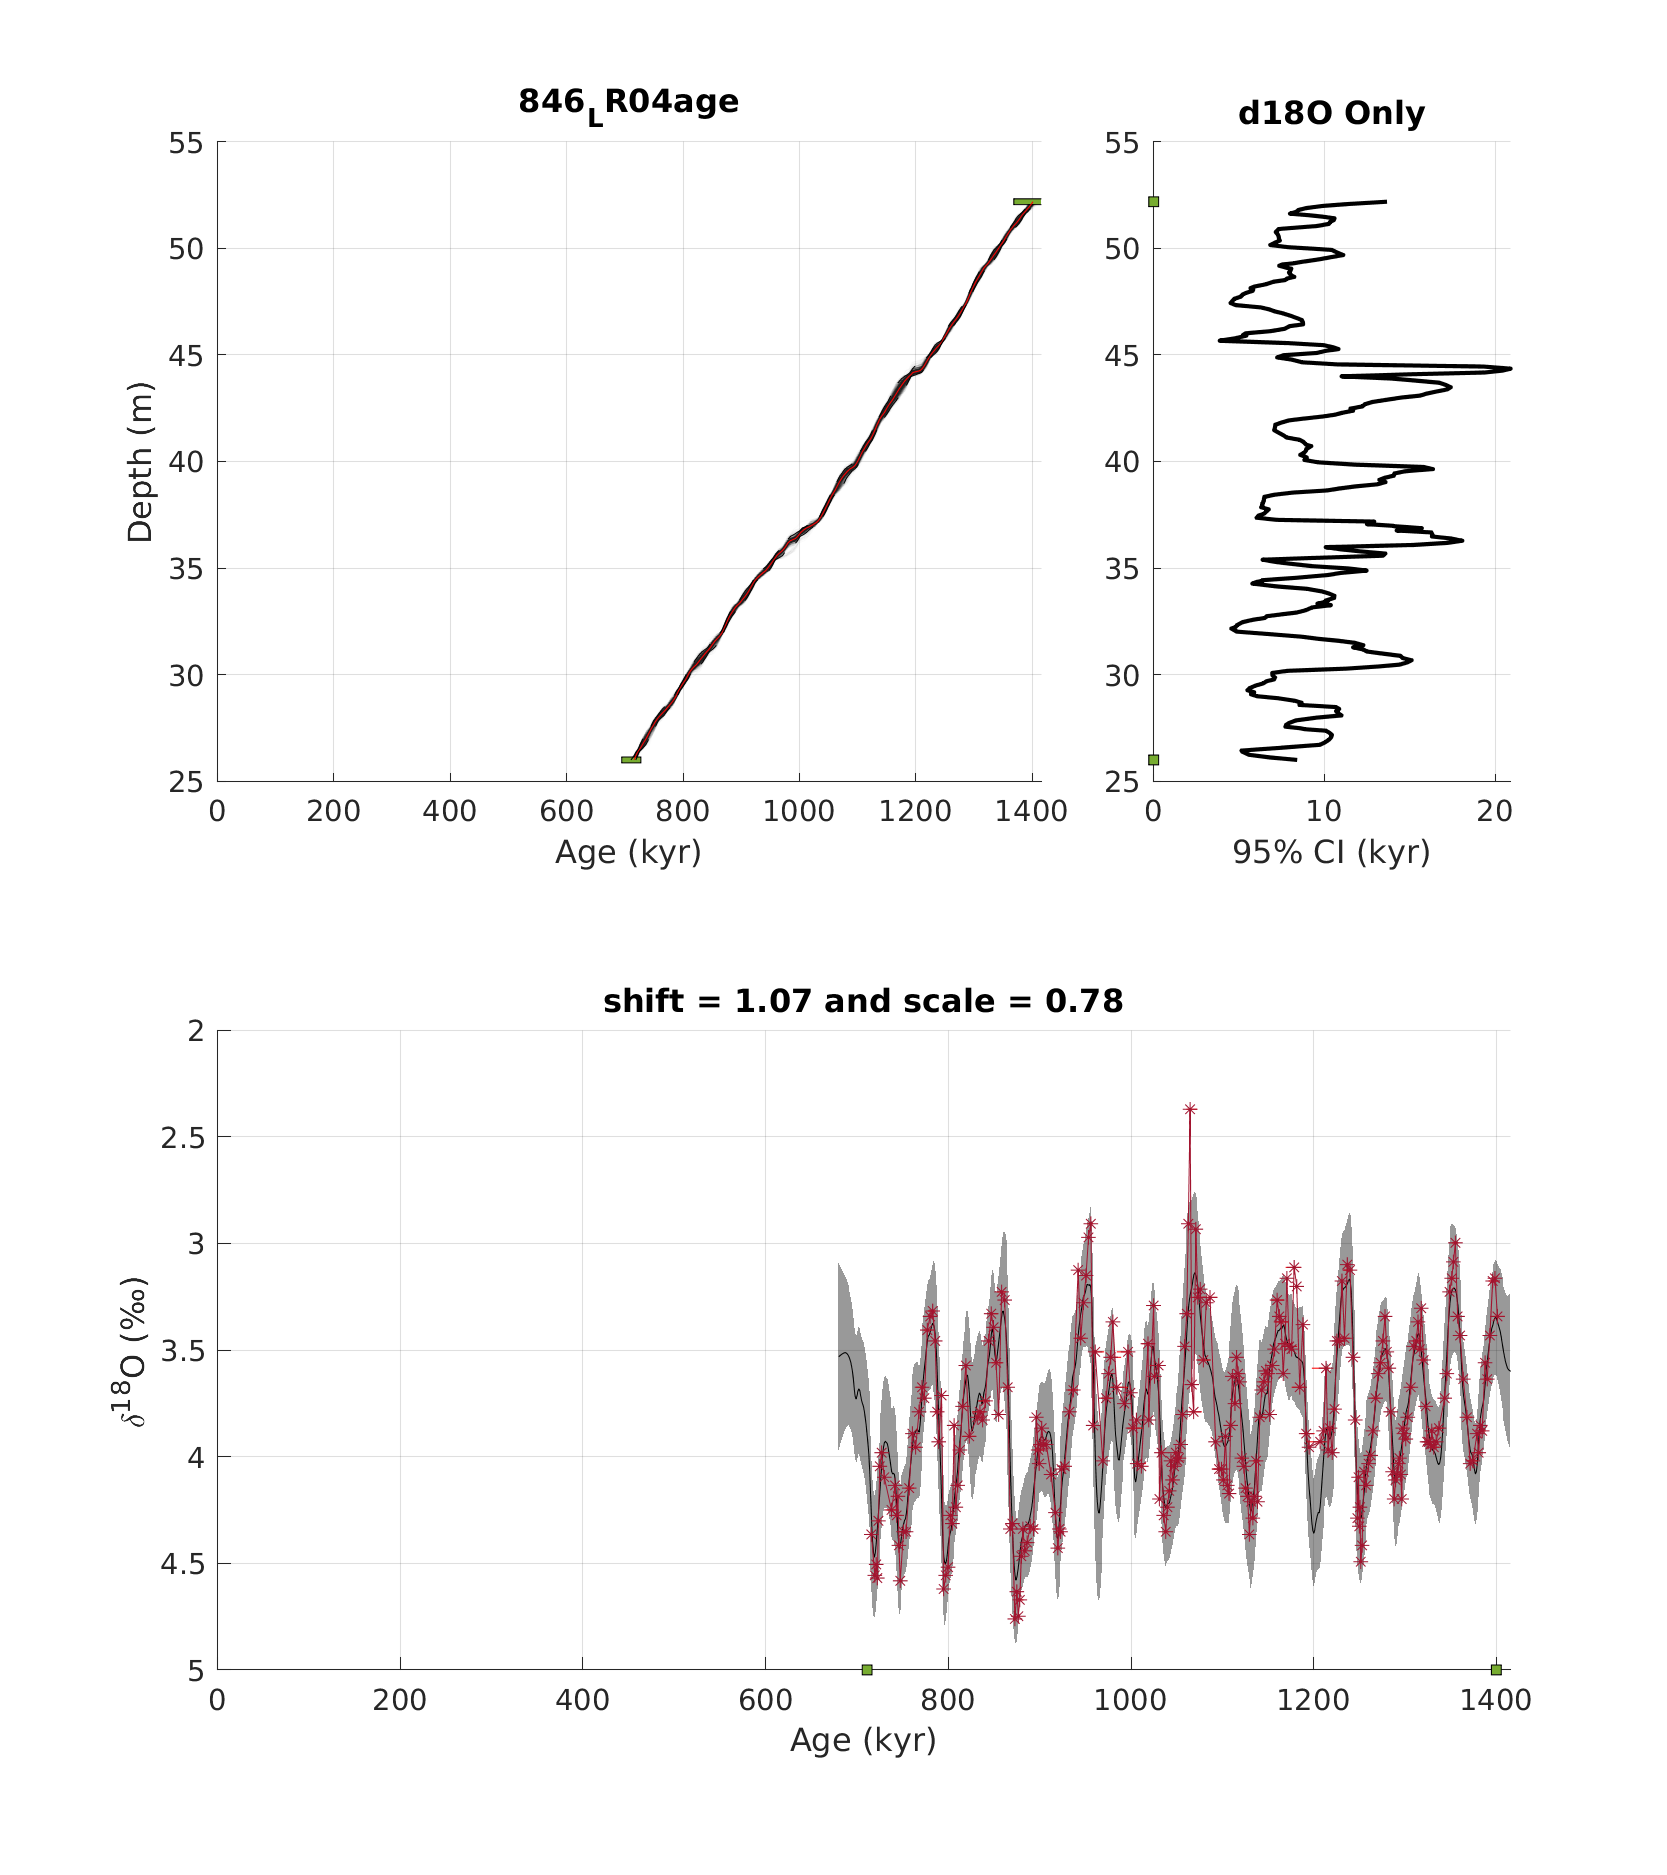 846_LR04age
d18O Only
55
50
45
40
35
30
25
Depth (m)
0 200 400 600 800 1000 1200 1400
Age (kyr)
55
50
45
40
35
30
25
0 10 20
95% CI (kyr)
shift = 1.07 and scale = 0.78
2
2.5
3
3.5
4
4.5
5
δ¹⁸O (‰)
0 200 400 600 800 1000 1200 1400
Age (kyr)